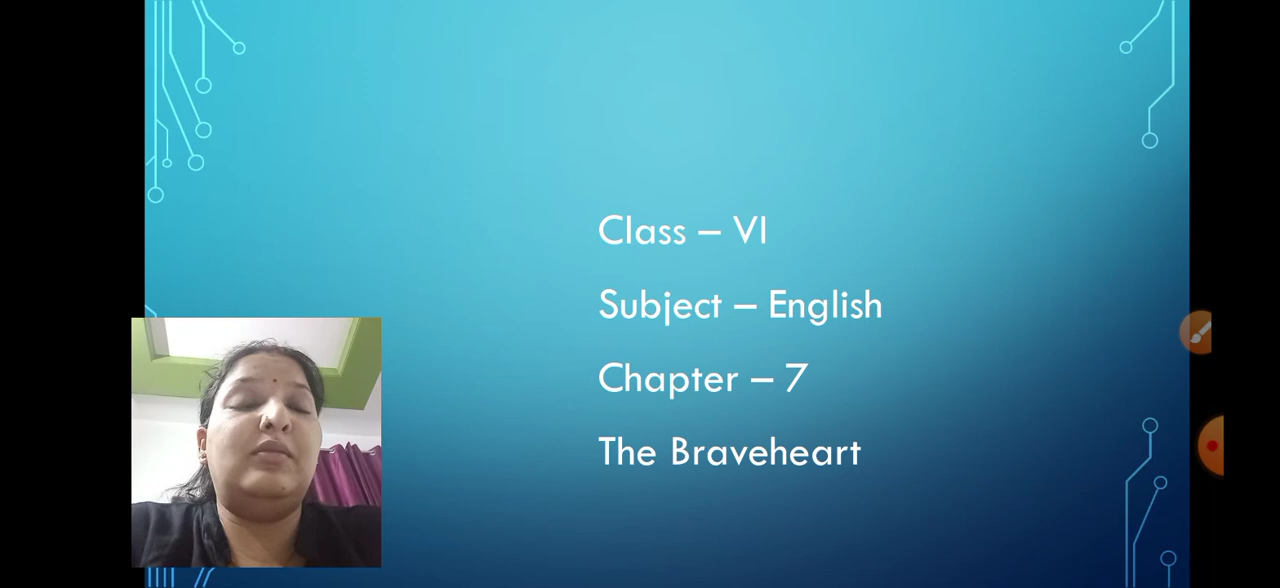 Class – VI
Subject – English
Chapter – 7
The Braveheart